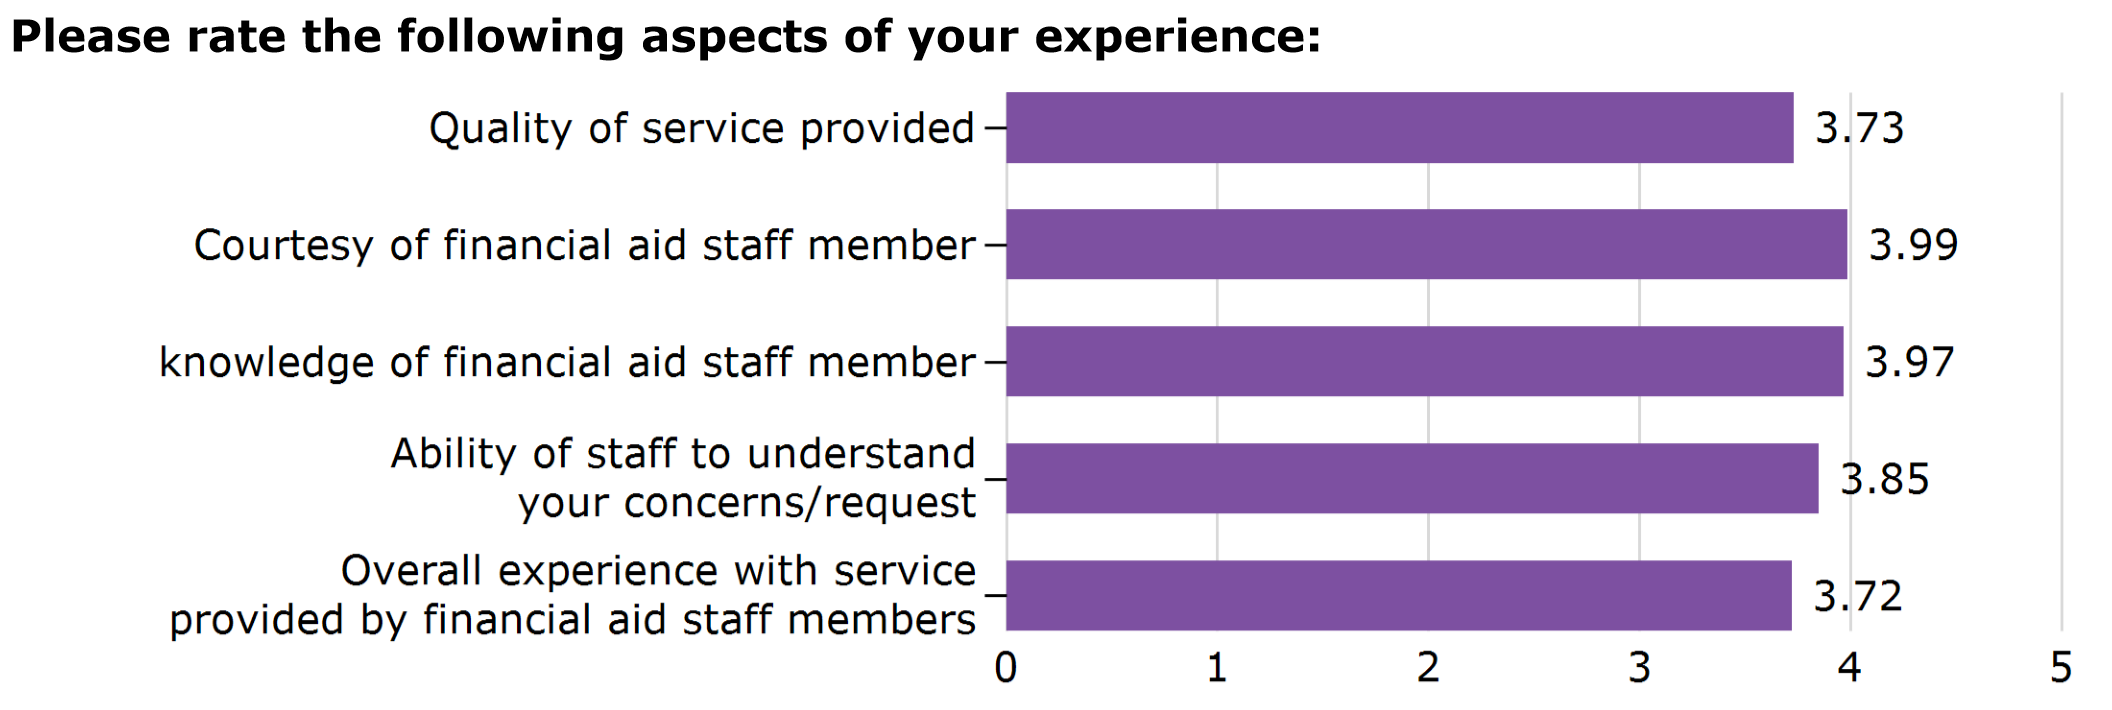 Please rate the following aspects of your experience:
Quality of service provided 3.73
Courtesy of financial aid staff member 3.99
knowledge of financial aid staff member 3.97
Ability of staff to understand
your concerns/request 3.85
Overall experience with service
provided by financial aid staff members 3.72
0 1 2 3 4 5